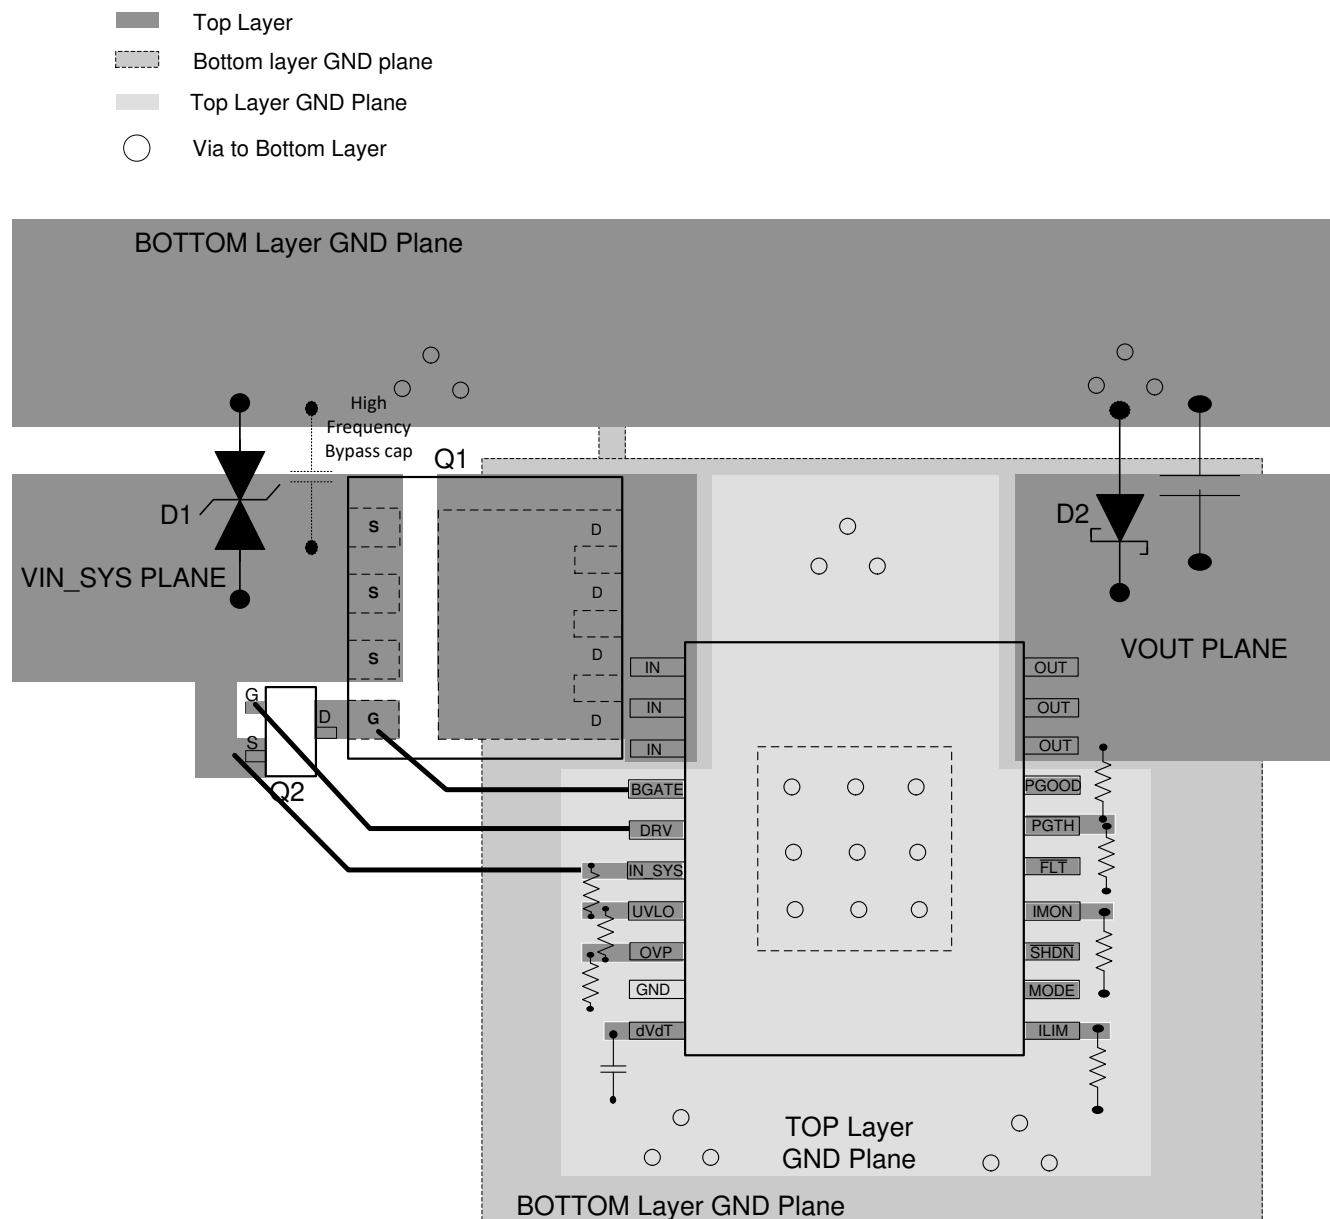 Top Layer
Bottom layer GND plane
Top Layer GND Plane
Via to Bottom Layer
BOTTOM Layer GND Plane
High
Frequency
Bypass cap
Q1
D1
D2
S
D
S
D
S
D
G
D
VIN_SYS PLANE
VOUT PLANE
G
D
S
Q2
IN
IN
IN
BGATE
DRV
IN_SYS
UVLO
OVP
GND
dVdT
OUT
OUT
OUT
PGOOD
PGTH
FLT
IMON
SHDN
MODE
ILIM
TOP Layer
GND Plane
BOTTOM Layer GND Plane